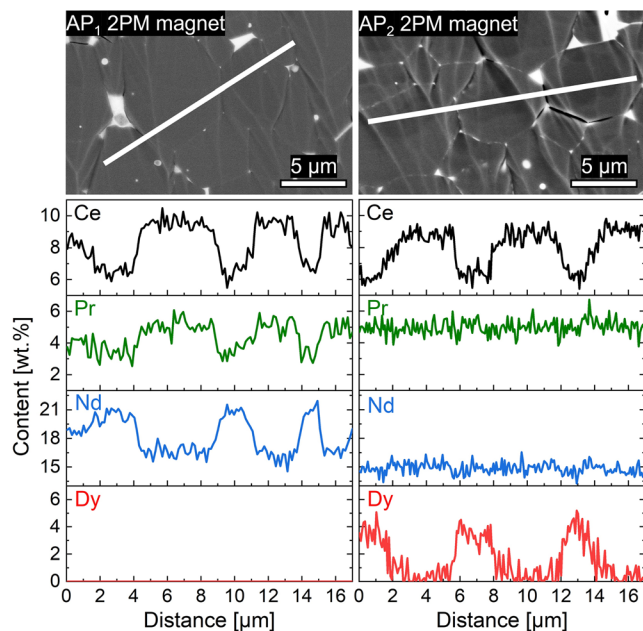 AP₁ 2PM magnet
AP₂ 2PM magnet
5 µm
5 µm
Content [wt.%]
Ce
10
8
6
Pr
6
4
2
Nd
21
18
15
Dy
6
4
2
0
0 2 4 6 8 10 12 14 16
Distance [µm]
Ce
Pr
Nd
Dy
0 2 4 6 8 10 12 14 16
Distance [µm]